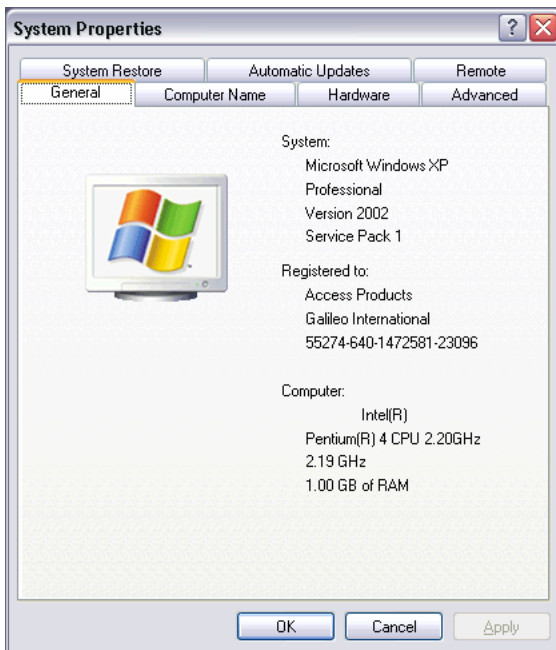 System Properties
System Restore
Automatic Updates
Remote
General
Computer Name
Hardware
Advanced
System:
Microsoft Windows XP
Professional
Version 2002
Service Pack 1
Registered to:
Access Products
Galileo International
55274-640-1472581-23096
Computer:
Intel(R)
Pentium(R) 4 CPU 2.20GHz
2.19 GHz
1.00 GB of RAM
OK
Cancel
Apply